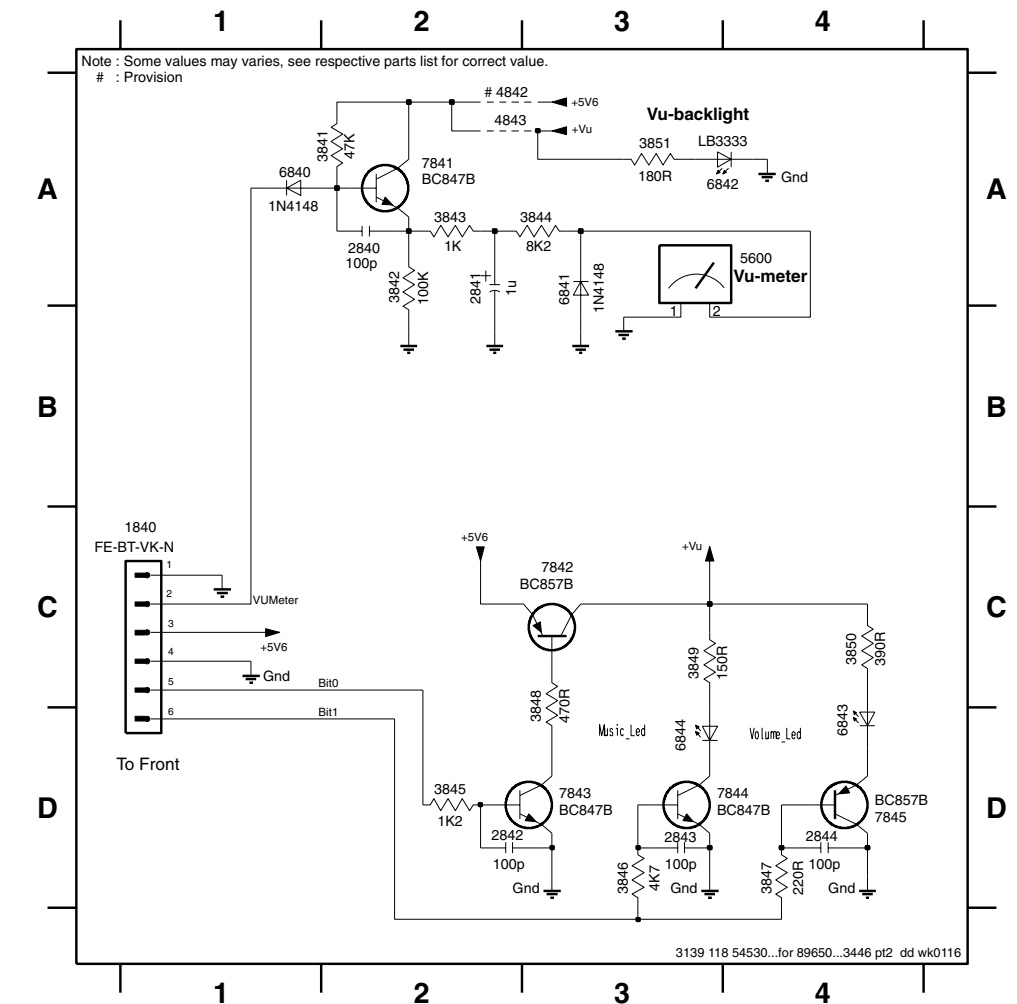 1 2 3 4
Note : Some values may varies, see respective parts list for correct value.
# : Provision
# 4842
+5V6
4843
+Vu
Vu-backlight
3851
180R
LB3333
6842
Gnd
A
A
3841
47K
7841
BC847B
6840
1N4148
2840
100p
3843
1K
3844
8K2
3842
100K
2841
+
1u
6841
1N4148
5600
Vu-meter
1 2
B
B
1840
FE-BT-VK-N
1
2
VUMeter
3
+5V6
4
Gnd
5
Bit0
6
Bit1
To Front
C
C
+5V6
7842
BC857B
+Vu
3848
470R
3849
150R
3850
390R
Music_Led
6844
Volume_Led
6843
D
D
3845
1K2
7843
BC847B
2842
100p
Gnd
7844
BC847B
2843
100p
3846
4K7
Gnd
BC857B
7845
2844
100p
3847
220R
Gnd
3139 118 54530...for 89650...3446 pt2 dd wk0116
1 2 3 4